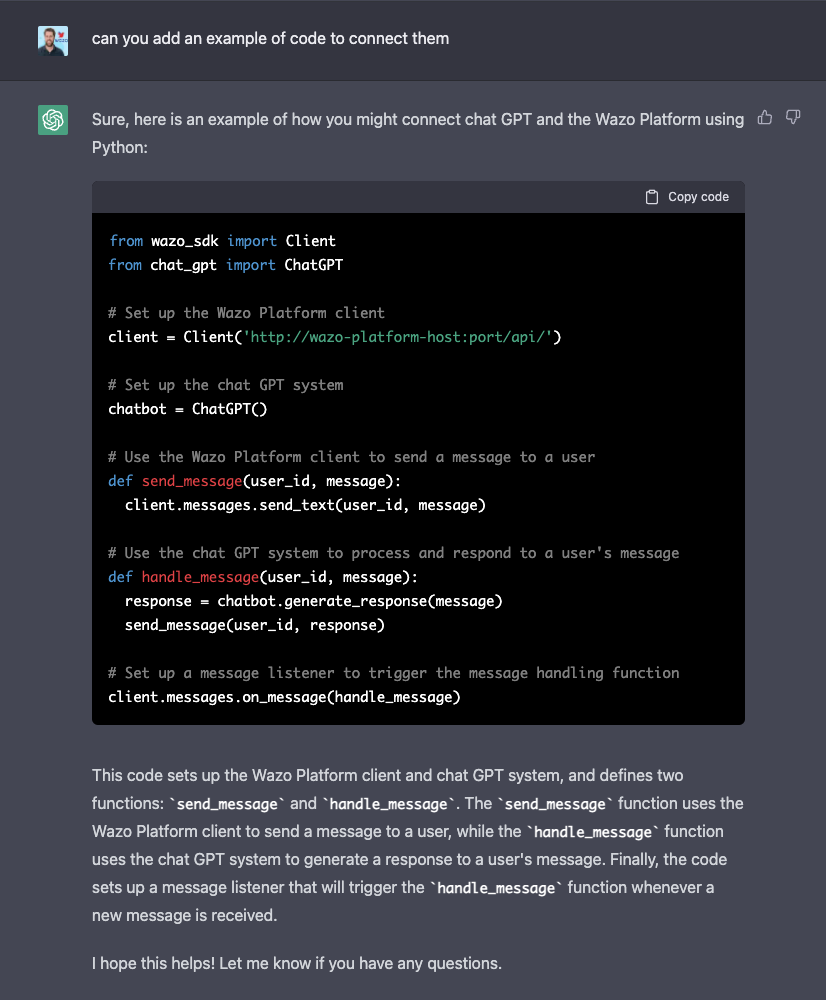 can you add an example of code to connect them
Sure, here is an example of how you might connect chat GPT and the Wazo Platform using
Python:
Copy code
from wazo_sdk import Client
from chat_gpt import ChatGPT
# Set up the Wazo Platform client
client = Client('http://wazo-platform-host:port/api/')
# Set up the chat GPT system
chatbot = ChatGPT()
# Use the Wazo Platform client to send a message to a user
def send_message(user_id, message):
  client.messages.send_text(user_id, message)
# Use the chat GPT system to process and respond to a user's message
def handle_message(user_id, message):
  response = chatbot.generate_response(message)
  send_message(user_id, response)
# Set up a message listener to trigger the message handling function
client.messages.on_message(handle_message)
This code sets up the Wazo Platform client and chat GPT system, and defines two
functions: `send_message` and `handle_message`. The `send_message` function uses the
Wazo Platform client to send a message to a user, while the `handle_message` function
uses the chat GPT system to generate a response to a user's message. Finally, the code
sets up a message listener that will trigger the `handle_message` function whenever a
new message is received.
I hope this helps! Let me know if you have any questions.